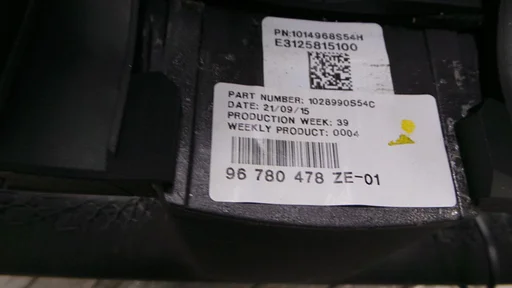 PN:1014968S54H
E3125815100
PART NUMBER: 1028990S54C
DATE: 21/09/15
PRODUCTION WEEK: 39
WEEKLY PRODUCT: 0004
96 780 478 ZE-01